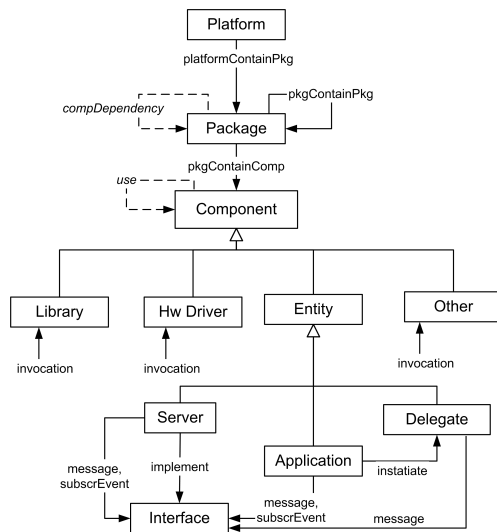 Platform
platformContainPkg
pkgContainPkg
compDependency
Package
pkgContainComp
use
Component
Library
Hw Driver
Entity
Other
invocation
invocation
invocation
Server
Delegate
Application
message,
subscrEvent
implement
instatiate
message,
subscrEvent
message
Interface